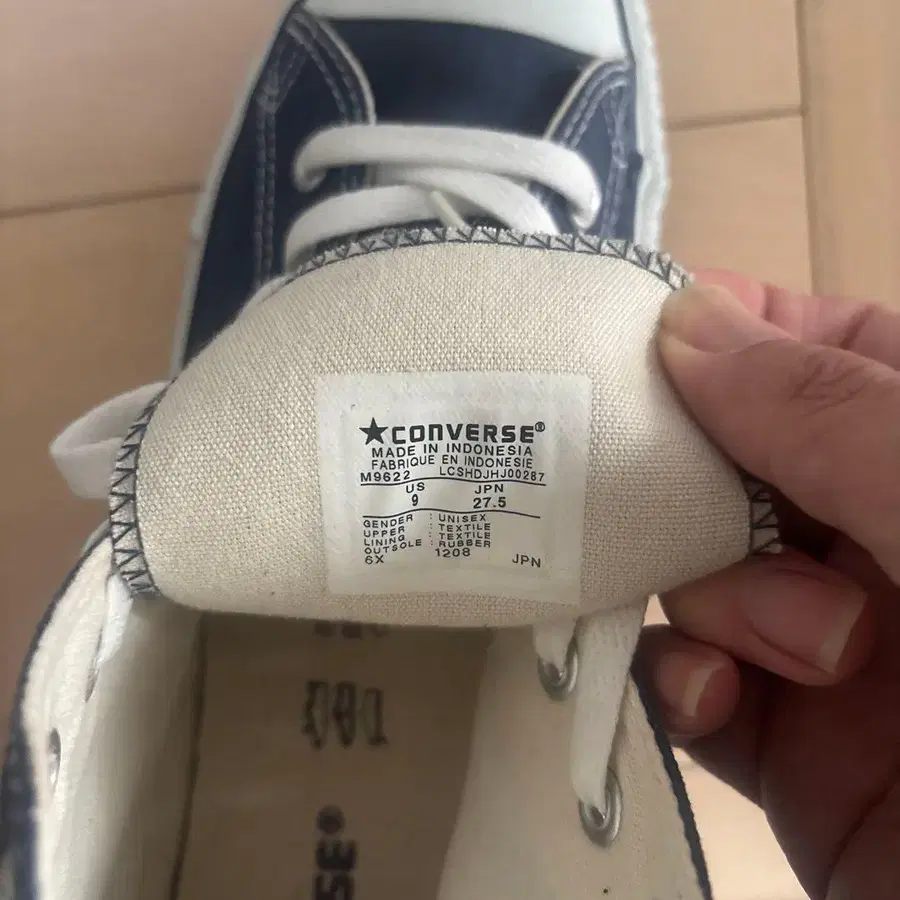 ★CONVERSE®
MADE IN INDONESIA
FABRIQUE EN INDONESIE
M9622 LCSHDJHJ00287
US JPN
9 27.5
GENDER : UNISEX
UPPER : TEXTILE
LINING : TEXTILE
OUTSOLE : RUBBER
6X 1208 JPN
SE®